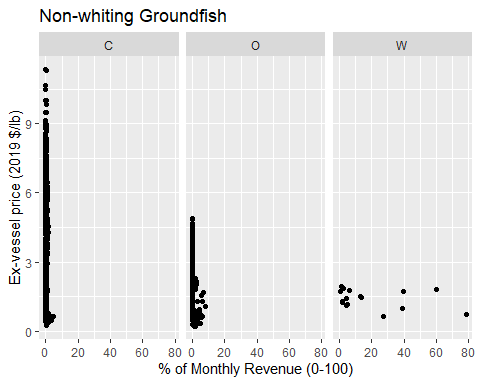 Non-whiting Groundfish
C O W
Ex-vessel price (2019 $/lb)
9
6
3
0
0 20 40 60 80 0 20 40 60 80 0 20 40 60 80
% of Monthly Revenue (0-100)